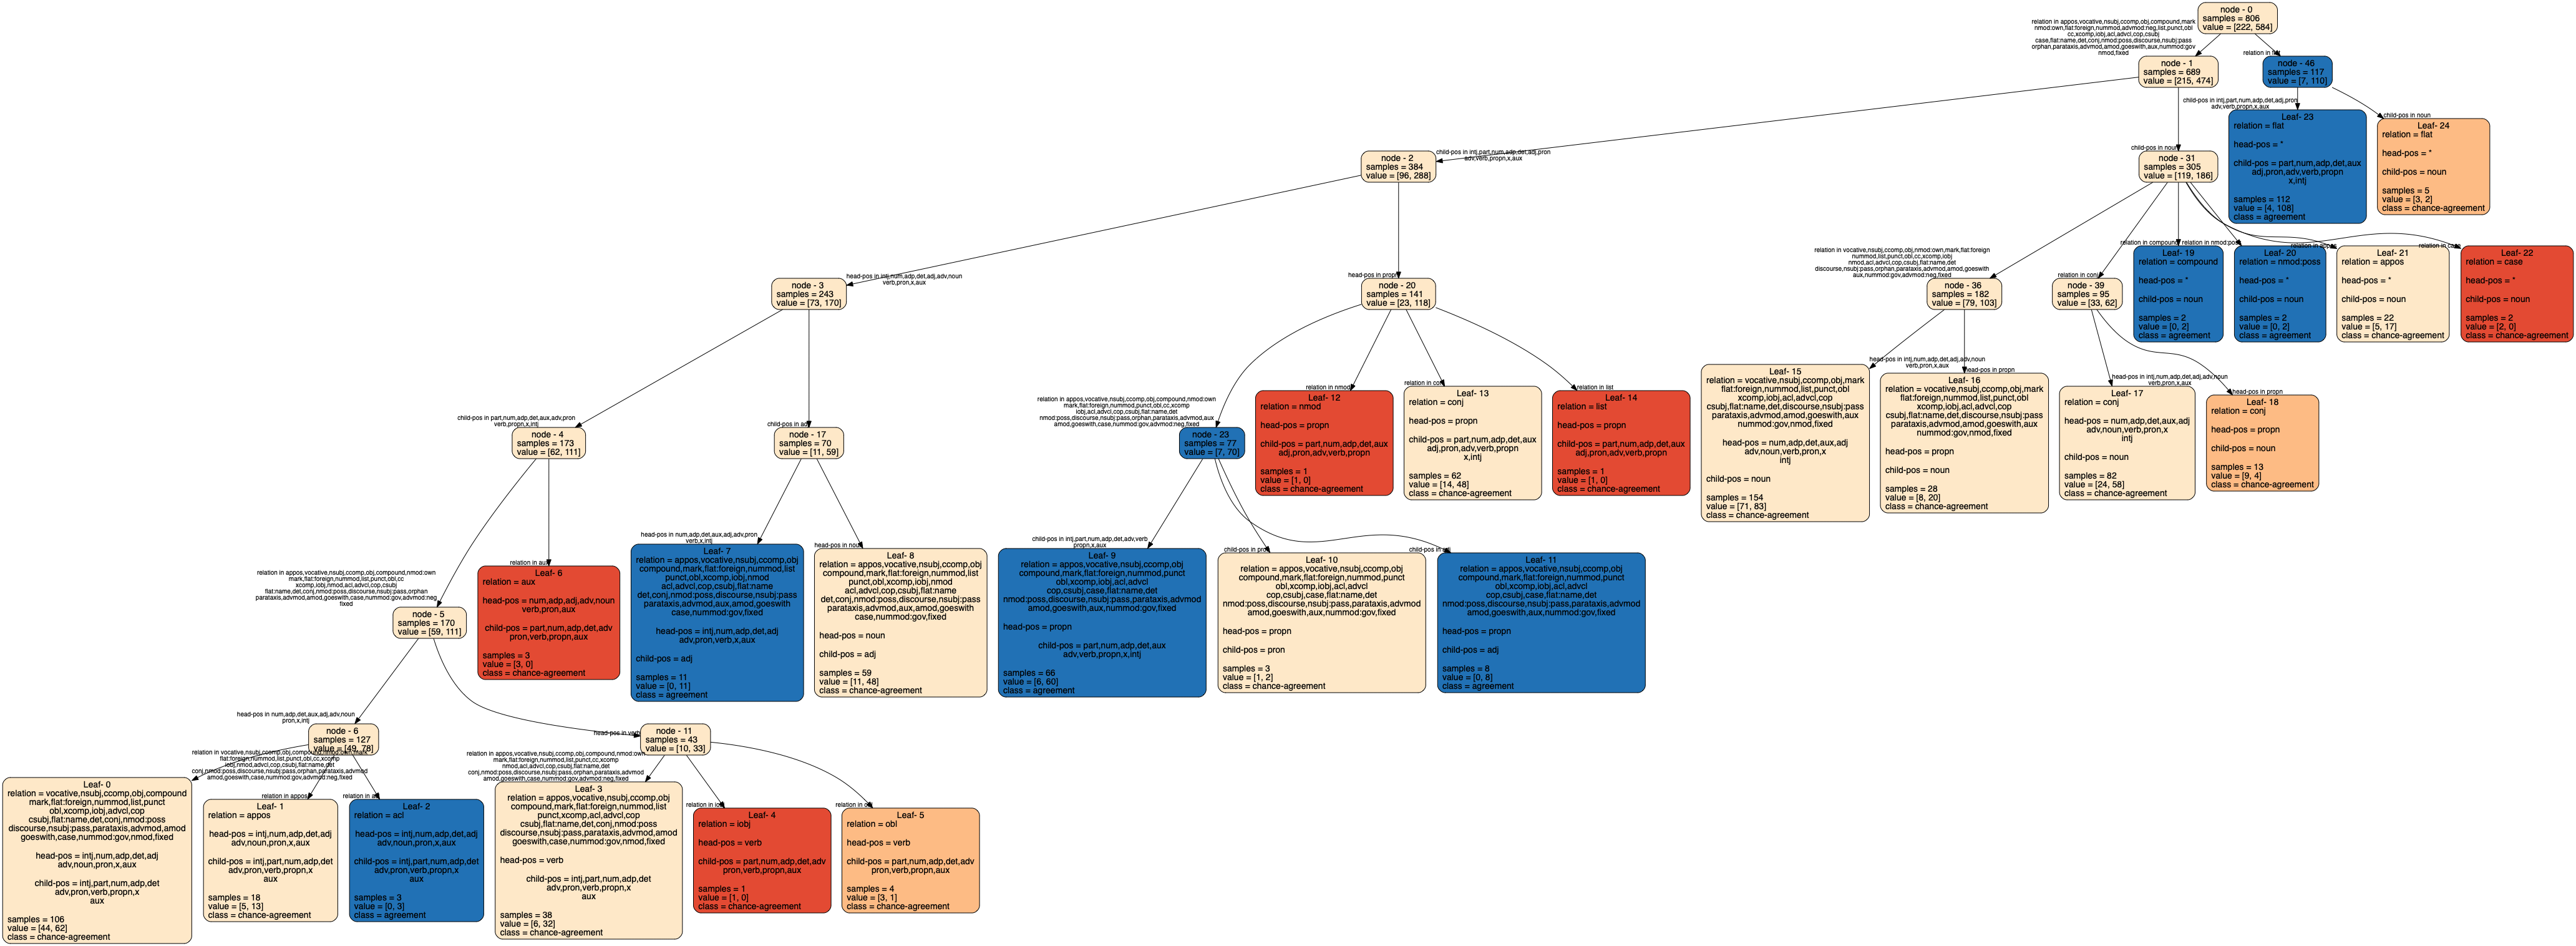 node - 0
samples = 806
value = [222, 584]
relation in appos,vocative,nsubj,ccomp,obj,compound,mark
nmod:own,flat:foreign,nummod,advmod:neg,list,punct,obl
cc,xcomp,iobj,acl,advcl,cop,csubj
case,flat:name,det,conj,nmod:poss,discourse,nsubj:pass
orphan,parataxis,advmod,amod,goeswith,aux,nummod:gov
nmod,fixed
node - 1
samples = 689
value = [215, 474]
relation in
node - 46
samples = 117
value = [7, 110]
child-pos in intj,part,num,adp,det,adj,pron
adv,verb,propn,x,aux
Leaf- 23
relation = flat
head-pos = *
child-pos = part,num,adp,det,aux
adj,pron,adv,verb,propn
x,intj
samples = 112
value = [4, 108]
class = agreement
child-pos in noun
Leaf- 24
relation = flat
head-pos = *
child-pos = noun
samples = 5
value = [3, 2]
class = chance-agreement
child-pos in intj,part,num,adp,det,adj,pron
adv,verb,propn,x,aux
node - 2
samples = 384
value = [96, 288]
child-pos in noun
node - 31
samples = 305
value = [119, 186]
head-pos in intj,num,adp,det,adj,adv,noun
verb,pron,x,aux
node - 3
samples = 243
value = [73, 170]
head-pos in propn
node - 20
samples = 141
value = [23, 118]
relation in vocative,nsubj,ccomp,obj,nmod:own,mark,flat:foreign
nummod,list,punct,obl,cc,xcomp,iobj
nmod,acl,advcl,cop,csubj,flat:name,det
discourse,nsubj:pass,orphan,parataxis,advmod,amod,goeswith
aux,nummod:gov,advmod:neg,fixed
node - 36
samples = 182
value = [79, 103]
relation in conj
node - 39
samples = 95
value = [33, 62]
relation in compound
Leaf- 19
relation = compound
head-pos = *
child-pos = noun
samples = 2
value = [0, 2]
class = agreement
relation in nmod:poss
Leaf- 20
relation = nmod:poss
head-pos = *
child-pos = noun
samples = 2
value = [0, 2]
class = agreement
relation in appos
Leaf- 21
relation = appos
head-pos = *
child-pos = noun
samples = 22
value = [5, 17]
class = chance-agreement
relation in case
Leaf- 22
relation = case
head-pos = *
child-pos = noun
samples = 2
value = [2, 0]
class = chance-agreement
child-pos in part,num,adp,det,aux,adv,pron
verb,propn,x,intj
node - 4
samples = 173
value = [62, 111]
child-pos in adj
node - 17
samples = 70
value = [11, 59]
relation in appos,vocative,nsubj,ccomp,obj,compound,nmod:own
mark,flat:foreign,nummod,punct,obl,cc,xcomp
iobj,acl,advcl,cop,csubj,flat:name,det
nmod:poss,discourse,nsubj:pass,orphan,parataxis,advmod,aux
amod,goeswith,case,nummod:gov,advmod:neg,fixed
node - 23
samples = 77
value = [7, 70]
relation in nmod
Leaf- 12
relation = nmod
head-pos = propn
child-pos = part,num,adp,det,aux
adj,pron,adv,verb,propn
samples = 1
value = [1, 0]
class = chance-agreement
relation in conj
Leaf- 13
relation = conj
head-pos = propn
child-pos = part,num,adp,det,aux
adj,pron,adv,verb,propn
x,intj
samples = 62
value = [14, 48]
class = chance-agreement
relation in list
Leaf- 14
relation = list
head-pos = propn
child-pos = part,num,adp,det,aux
adj,pron,adv,verb,propn
samples = 1
value = [1, 0]
class = chance-agreement
head-pos in intj,num,adp,det,adj,adv,noun
verb,pron,x,aux
Leaf- 15
relation = vocative,nsubj,ccomp,obj,mark
flat:foreign,nummod,list,punct,obl
xcomp,iobj,acl,advcl,cop
csubj,flat:name,det,discourse,nsubj:pass
parataxis,advmod,amod,goeswith,aux
nummod:gov,nmod,fixed
head-pos = num,adp,det,aux,adj
adv,noun,verb,pron,x
intj
child-pos = noun
samples = 154
value = [71, 83]
class = chance-agreement
head-pos in propn
Leaf- 16
relation = vocative,nsubj,ccomp,obj,mark
flat:foreign,nummod,list,punct,obl
xcomp,iobj,acl,advcl,cop
csubj,flat:name,det,discourse,nsubj:pass
parataxis,advmod,amod,goeswith,aux
nummod:gov,nmod,fixed
head-pos = propn
child-pos = noun
samples = 28
value = [8, 20]
class = chance-agreement
head-pos in intj,num,adp,det,adj,adv,noun
verb,pron,x,aux
Leaf- 17
relation = conj
head-pos = num,adp,det,aux,adj
adv,noun,verb,pron,x
intj
child-pos = noun
samples = 82
value = [24, 58]
class = chance-agreement
head-pos in propn
Leaf- 18
relation = conj
head-pos = propn
child-pos = noun
samples = 13
value = [9, 4]
class = chance-agreement
relation in appos,vocative,nsubj,ccomp,obj,compound,nmod:own
mark,flat:foreign,nummod,list,punct,obl,cc
xcomp,iobj,nmod,acl,advcl,cop,csubj
flat:name,det,conj,nmod:poss,discourse,nsubj:pass,orphan
parataxis,advmod,amod,goeswith,case,nummod:gov,advmod:neg
fixed
node - 5
samples = 170
value = [59, 111]
relation in aux
Leaf- 6
relation = aux
head-pos = num,adp,adj,adv,noun
verb,pron,aux
child-pos = part,num,adp,det,adv
pron,verb,propn,aux
samples = 3
value = [3, 0]
class = chance-agreement
head-pos in num,adp,det,aux,adj,adv,pron
verb,x,intj
Leaf- 7
relation = appos,vocative,nsubj,ccomp,obj
compound,mark,flat:foreign,nummod,list
punct,obl,xcomp,iobj,nmod
acl,advcl,cop,csubj,flat:name
det,conj,nmod:poss,discourse,nsubj:pass
parataxis,advmod,aux,amod,goeswith
case,nummod:gov,fixed
head-pos = intj,num,adp,det,adj
adv,pron,verb,x,aux
child-pos = adj
samples = 11
value = [0, 11]
class = agreement
head-pos in noun
Leaf- 8
relation = appos,vocative,nsubj,ccomp,obj
compound,mark,flat:foreign,nummod,list
punct,obl,xcomp,iobj,nmod
acl,advcl,cop,csubj,flat:name
det,conj,nmod:poss,discourse,nsubj:pass
parataxis,advmod,aux,amod,goeswith
case,nummod:gov,fixed
head-pos = noun
child-pos = adj
samples = 59
value = [11, 48]
class = chance-agreement
child-pos in intj,part,num,adp,det,adv,verb
propn,x,aux
Leaf- 9
relation = appos,vocative,nsubj,ccomp,obj
compound,mark,flat:foreign,nummod,punct
obl,xcomp,iobj,acl,advcl
cop,csubj,case,flat:name,det
nmod:poss,discourse,nsubj:pass,parataxis,advmod
amod,goeswith,aux,nummod:gov,fixed
head-pos = propn
child-pos = part,num,adp,det,aux
adv,verb,propn,x,intj
samples = 66
value = [6, 60]
class = agreement
child-pos in pron
Leaf- 10
relation = appos,vocative,nsubj,ccomp,obj
compound,mark,flat:foreign,nummod,punct
obl,xcomp,iobj,acl,advcl
cop,csubj,case,flat:name,det
nmod:poss,discourse,nsubj:pass,parataxis,advmod
amod,goeswith,aux,nummod:gov,fixed
head-pos = propn
child-pos = pron
samples = 3
value = [1, 2]
class = chance-agreement
child-pos in adj
Leaf- 11
relation = appos,vocative,nsubj,ccomp,obj
compound,mark,flat:foreign,nummod,punct
obl,xcomp,iobj,acl,advcl
cop,csubj,case,flat:name,det
nmod:poss,discourse,nsubj:pass,parataxis,advmod
amod,goeswith,aux,nummod:gov,fixed
head-pos = propn
child-pos = adj
samples = 8
value = [0, 8]
class = agreement
head-pos in num,adp,det,aux,adj,adv,noun
pron,x,intj
node - 6
samples = 127
value = [49, 78]
head-pos in verb
node - 11
samples = 43
value = [10, 33]
relation in vocative,nsubj,ccomp,obj,compound,nmod:own,mark
flat:foreign,nummod,list,punct,obl,cc,xcomp
iobj,nmod,advcl,cop,csubj,flat:name,det
conj,nmod:poss,discourse,nsubj:pass,orphan,parataxis,advmod
amod,goeswith,case,nummod:gov,advmod:neg,fixed
Leaf- 0
relation = vocative,nsubj,ccomp,obj,compound
mark,flat:foreign,nummod,list,punct
obl,xcomp,iobj,advcl,cop
csubj,flat:name,det,conj,nmod:poss
discourse,nsubj:pass,parataxis,advmod,amod
goeswith,case,nummod:gov,nmod,fixed
head-pos = intj,num,adp,det,adj
adv,noun,pron,x,aux
child-pos = intj,part,num,adp,det
adv,pron,verb,propn,x
aux
samples = 106
value = [44, 62]
class = chance-agreement
relation in appos
Leaf- 1
relation = appos
head-pos = intj,num,adp,det,adj
adv,noun,pron,x,aux
child-pos = intj,part,num,adp,det
adv,pron,verb,propn,x
aux
samples = 18
value = [5, 13]
class = chance-agreement
relation in
Leaf- 2
relation = acl
head-pos = intj,num,adp,det,adj
adv,noun,pron,x,aux
child-pos = intj,part,num,adp,det
adv,pron,verb,propn,x
aux
samples = 3
value = [0, 3]
class = agreement
relation in appos,vocative,nsubj,ccomp,obj,compound,nmod:own
mark,flat:foreign,nummod,list,punct,cc,xcomp
nmod,acl,advcl,cop,csubj,flat:name,det
conj,nmod:poss,discourse,nsubj:pass,orphan,parataxis,advmod
amod,goeswith,case,nummod:gov,advmod:neg,fixed
Leaf- 3
relation = appos,vocative,nsubj,ccomp,obj
compound,mark,flat:foreign,nummod,list
punct,xcomp,acl,advcl,cop
csubj,flat:name,det,conj,nmod:poss
discourse,nsubj:pass,parataxis,advmod,amod
goeswith,case,nummod:gov,nmod,fixed
head-pos = verb
child-pos = intj,part,num,adp,det
adv,pron,verb,propn,x
aux
samples = 38
value = [6, 32]
class = chance-agreement
relation in
Leaf- 4
relation = iobj
head-pos = verb
child-pos = part,num,adp,det,adv
pron,verb,propn,aux
samples = 1
value = [1, 0]
class = chance-agreement
relation in
Leaf- 5
relation = obl
head-pos = verb
child-pos = part,num,adp,det,adv
pron,verb,propn,aux
samples = 4
value = [3, 1]
class = chance-agreement